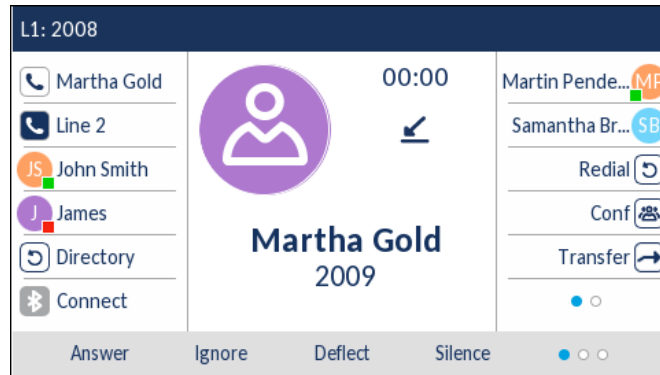 L1: 2008
Martha Gold
Line 2
JS John Smith
J James
Directory
Connect
00:00
Martha Gold
2009
Martin Pende... MP
Samantha Br... SB
Redial
Conf
Transfer
Answer Ignore Deflect Silence